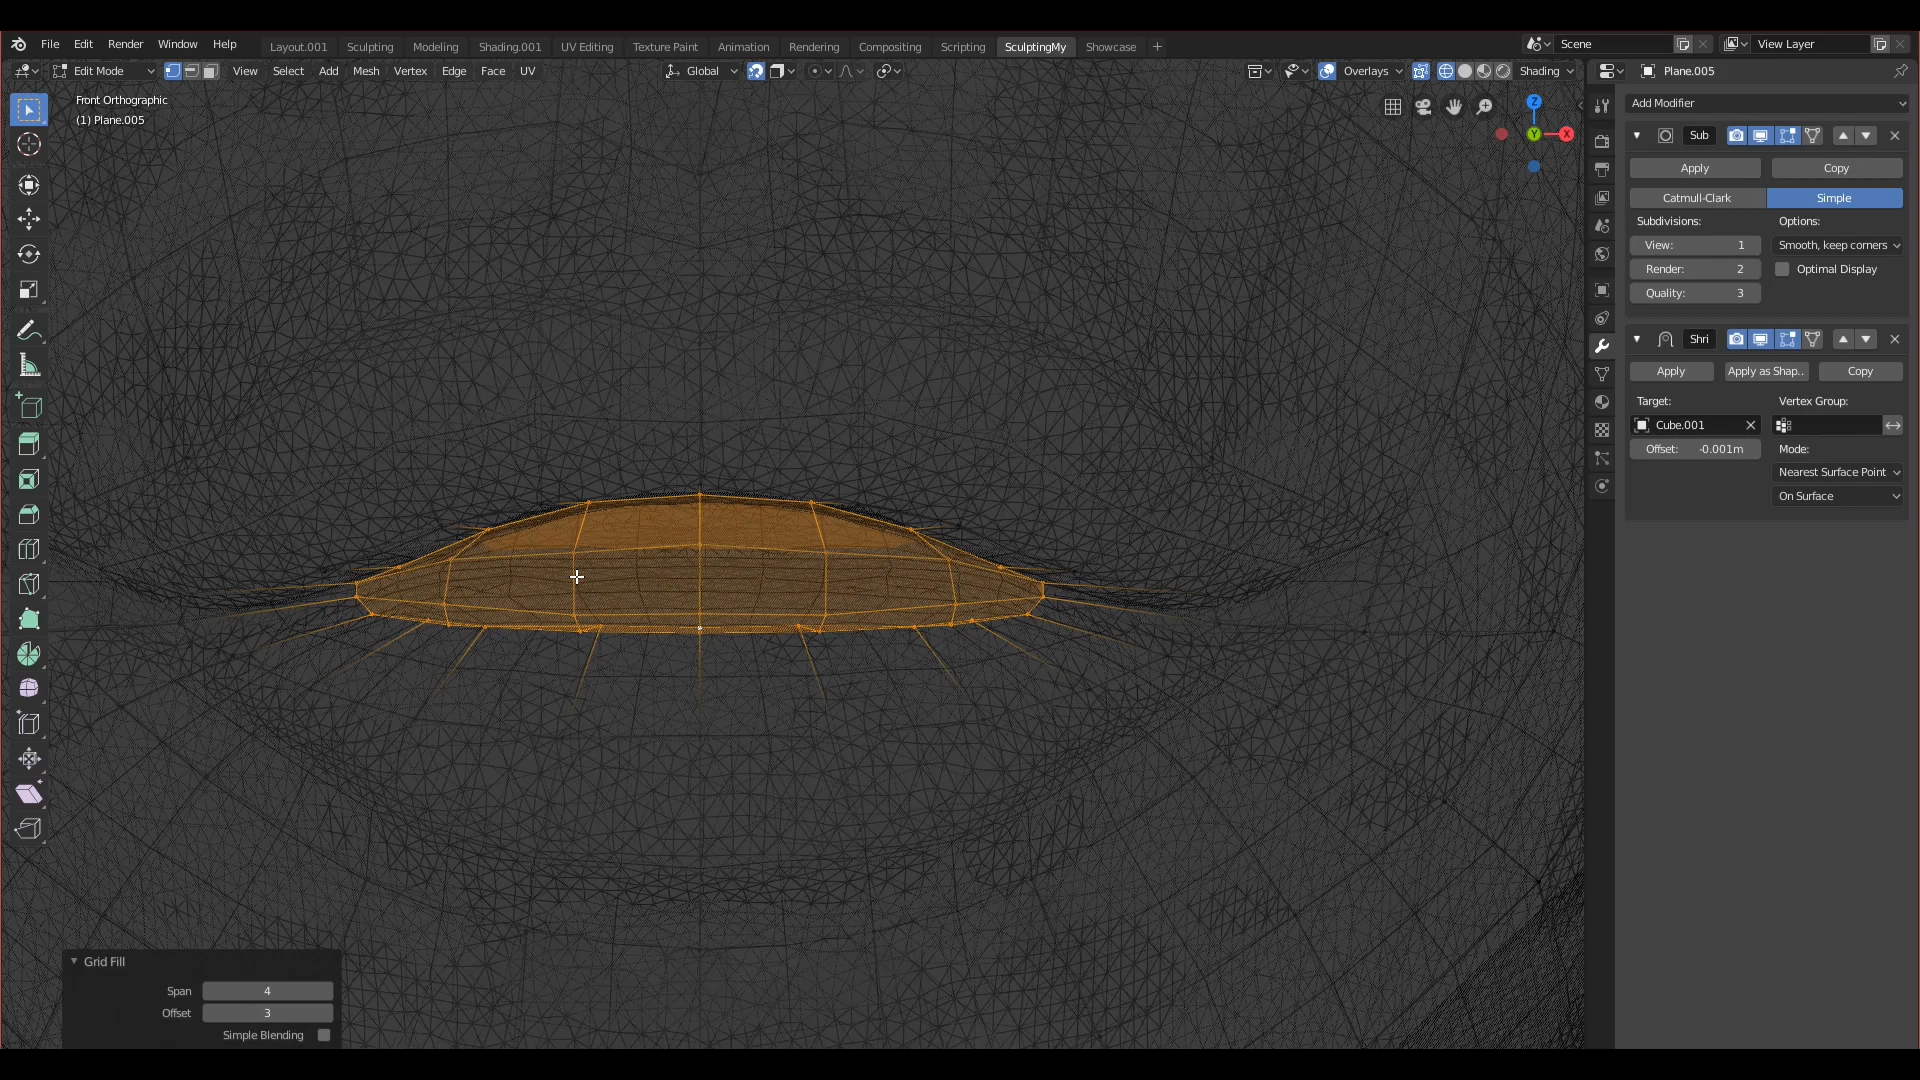 File Edit Render Window Help Layout.001 Sculpting Modeling Shading.001 UV Editing Texture Paint Animation Rendering Compositing Scripting SculptingMy Showcase + Scene View Layer
Edit Mode View Select Add Mesh Vertex Edge Face UV Global Overlays Shading Plane.005
Front Orthographic
(1) Plane.005
Z
Y
X
Add Modifier
Sub
Apply Copy
Catmull-Clark Simple
Subdivisions: Options:
View: 1 Smooth, keep corners
Render: 2 Optimal Display
Quality: 3
Shri
Apply Apply as Shap.. Copy
Target: Vertex Group:
Cube.001
Offset: -0.001m Mode:
Nearest Surface Point
On Surface
Grid Fill
Span 4
Offset 3
Simple Blending